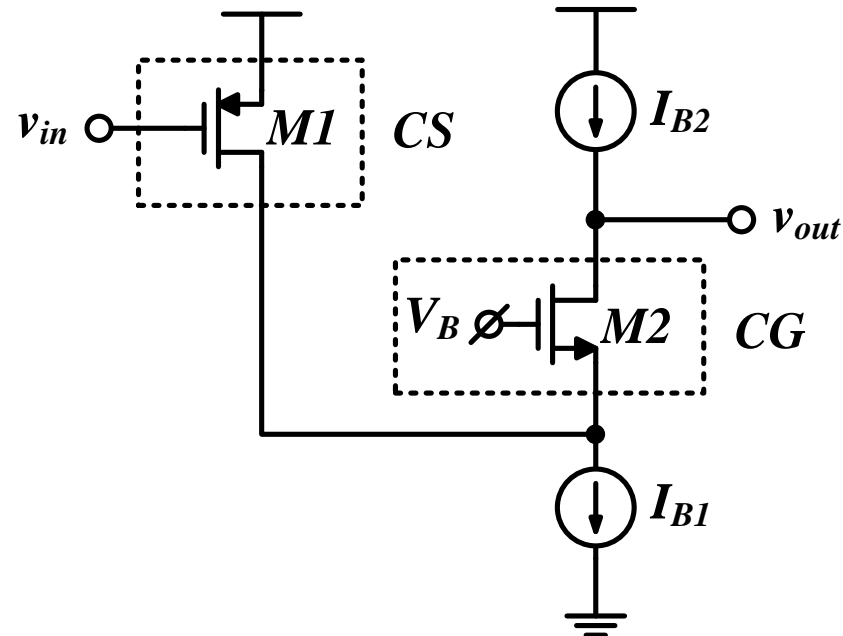 v_in
M1
CS
I_B2
v_out
V_B
M2
CG
I_B1